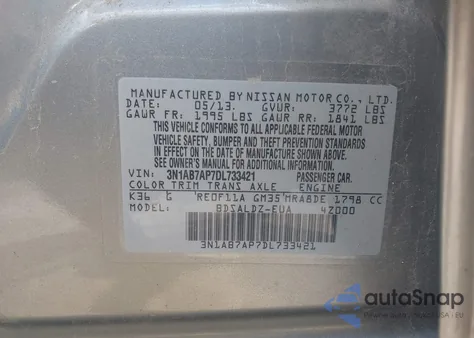 MANUFACTURED BY NISSAN MOTOR CO., LTD.
DATE: 05/13. GVWR: 3772 LBS
GAWR FR: 1995 LBS GAWR RR: 1841 LBS
THIS VEHICLE CONFORMS TO ALL APPLICABLE FEDERAL MOTOR
VEHICLE SAFETY, BUMPER, AND THEFT PREVENTION STANDARDS
IN EFFECT ON THE DATE OF MANUFACTURE SHOWN ABOVE.
SEE OWNER'S MANUAL FOR ADDITIONAL INFORMATION
VIN: 3N1AB7AP7DL733421 PASSENGER CAR.
COLOR TRIM TRANS AXLE ENGINE
K36 G RE0F11A GM35 MRA8DE 1798 CC
MODEL: BDSALDZ-EUA 4Z000
3N1AB7AP7DL733421
autoSnap